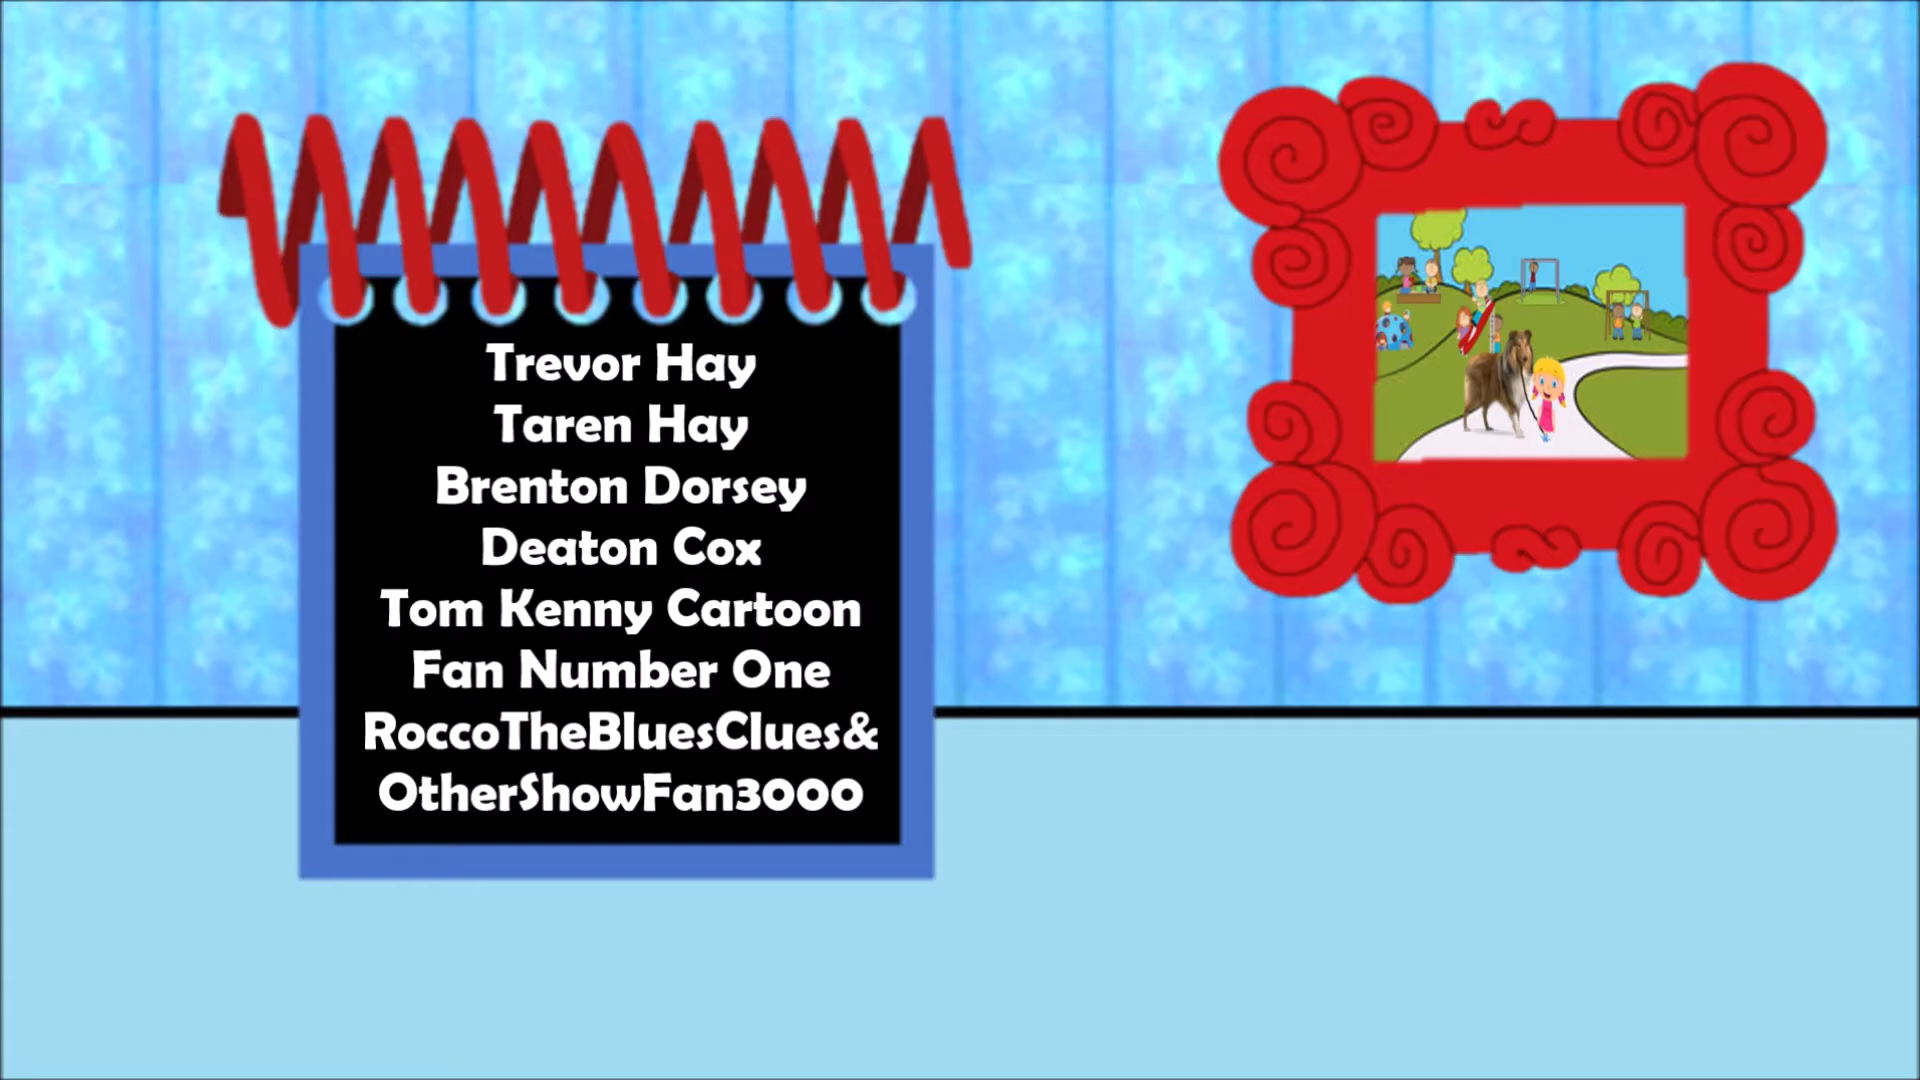 Trevor Hay
Taren Hay
Brenton Dorsey
Deaton Cox
Tom Kenny Cartoon
Fan Number One
RoccoTheBluesClues&
OtherShowFan3000